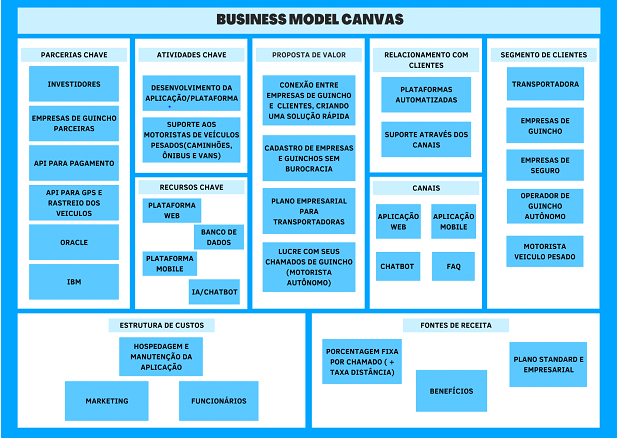 BUSINESS MODEL CANVAS
PARCERIAS CHAVE
INVESTIDORES
EMPRESAS DE GUINCHO
PARCEIRAS
API PARA PAGAMENTO
API PARA GPS E
RASTREIO DOS
VEICULOS
ORACLE
IBM
ATIVIDADES CHAVE
DESENVOLVIMENTO DA
APLICAÇÃO/PLATAFORMA
SUPORTE AOS
MOTORISTAS DE VEÍCULOS
PESADOS(CAMINHÕES,
ÔNIBUS E VANS)
RECURSOS CHAVE
PLATAFORMA
WEB
BANCO DE
DADOS
PLATAFORMA
MOBILE
IA/CHATBOT
PROPOSTA DE VALOR
CONEXÃO ENTRE
EMPRESAS DE GUINCHO
E CLIENTES, CRIANDO
UMA SOLUÇÃO RÁPIDA
CADASTRO DE EMPRESAS
E GUINCHOS SEM
BUROCRACIA
PLANO EMPRESARIAL
PARA
TRANSPORTADORAS
LUCRE COM SEUS
CHAMADOS DE GUINCHO
(MOTORISTA
AUTÔNOMO)
RELACIONAMENTO COM
CLIENTES
PLATAFORMAS
AUTOMATIZADAS
SUPORTE ATRAVÉS DOS
CANAIS
CANAIS
APLICAÇÃO
WEB
APLICAÇÃO
MOBILE
CHATBOT
FAQ
SEGMENTO DE CLIENTES
TRANSPORTADORA
EMPRESAS DE
GUINCHO
EMPRESAS DE
SEGURO
OPERADOR DE
GUINCHO
AUTÔNOMO
MOTORISTA
VEICULO PESADO
ESTRUTURA DE CUSTOS
HOSPEDAGEM E
MANUTENÇÃO DA
APLICAÇÃO
MARKETING
FUNCIONÁRIOS
FONTES DE RECEITA
PORCENTAGEM FIXA
POR CHAMADO ( +
TAXA DISTÂNCIA)
BENEFÍCIOS
PLANO STANDARD E
EMPRESARIAL